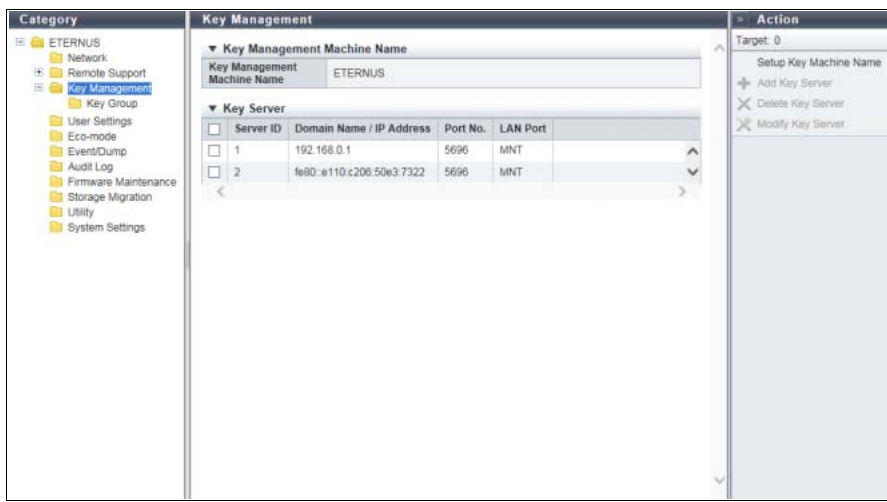 Category
ETERNUS
Network
Remote Support
Key Management
Key Group
User Settings
Eco-mode
Event/Dump
Audit Log
Firmware Maintenance
Storage Migration
Utility
System Settings
Key Management
▼ Key Management Machine Name
Key Management Machine Name ETERNUS
▼ Key Server
Server ID Domain Name / IP Address Port No. LAN Port
1 192.168.0.1 5696 MNT
2 fe80::e110:c206:50e3:7322 5696 MNT
» Action
Target: 0
Setup Key Machine Name
Add Key Server
Delete Key Server
Modify Key Server